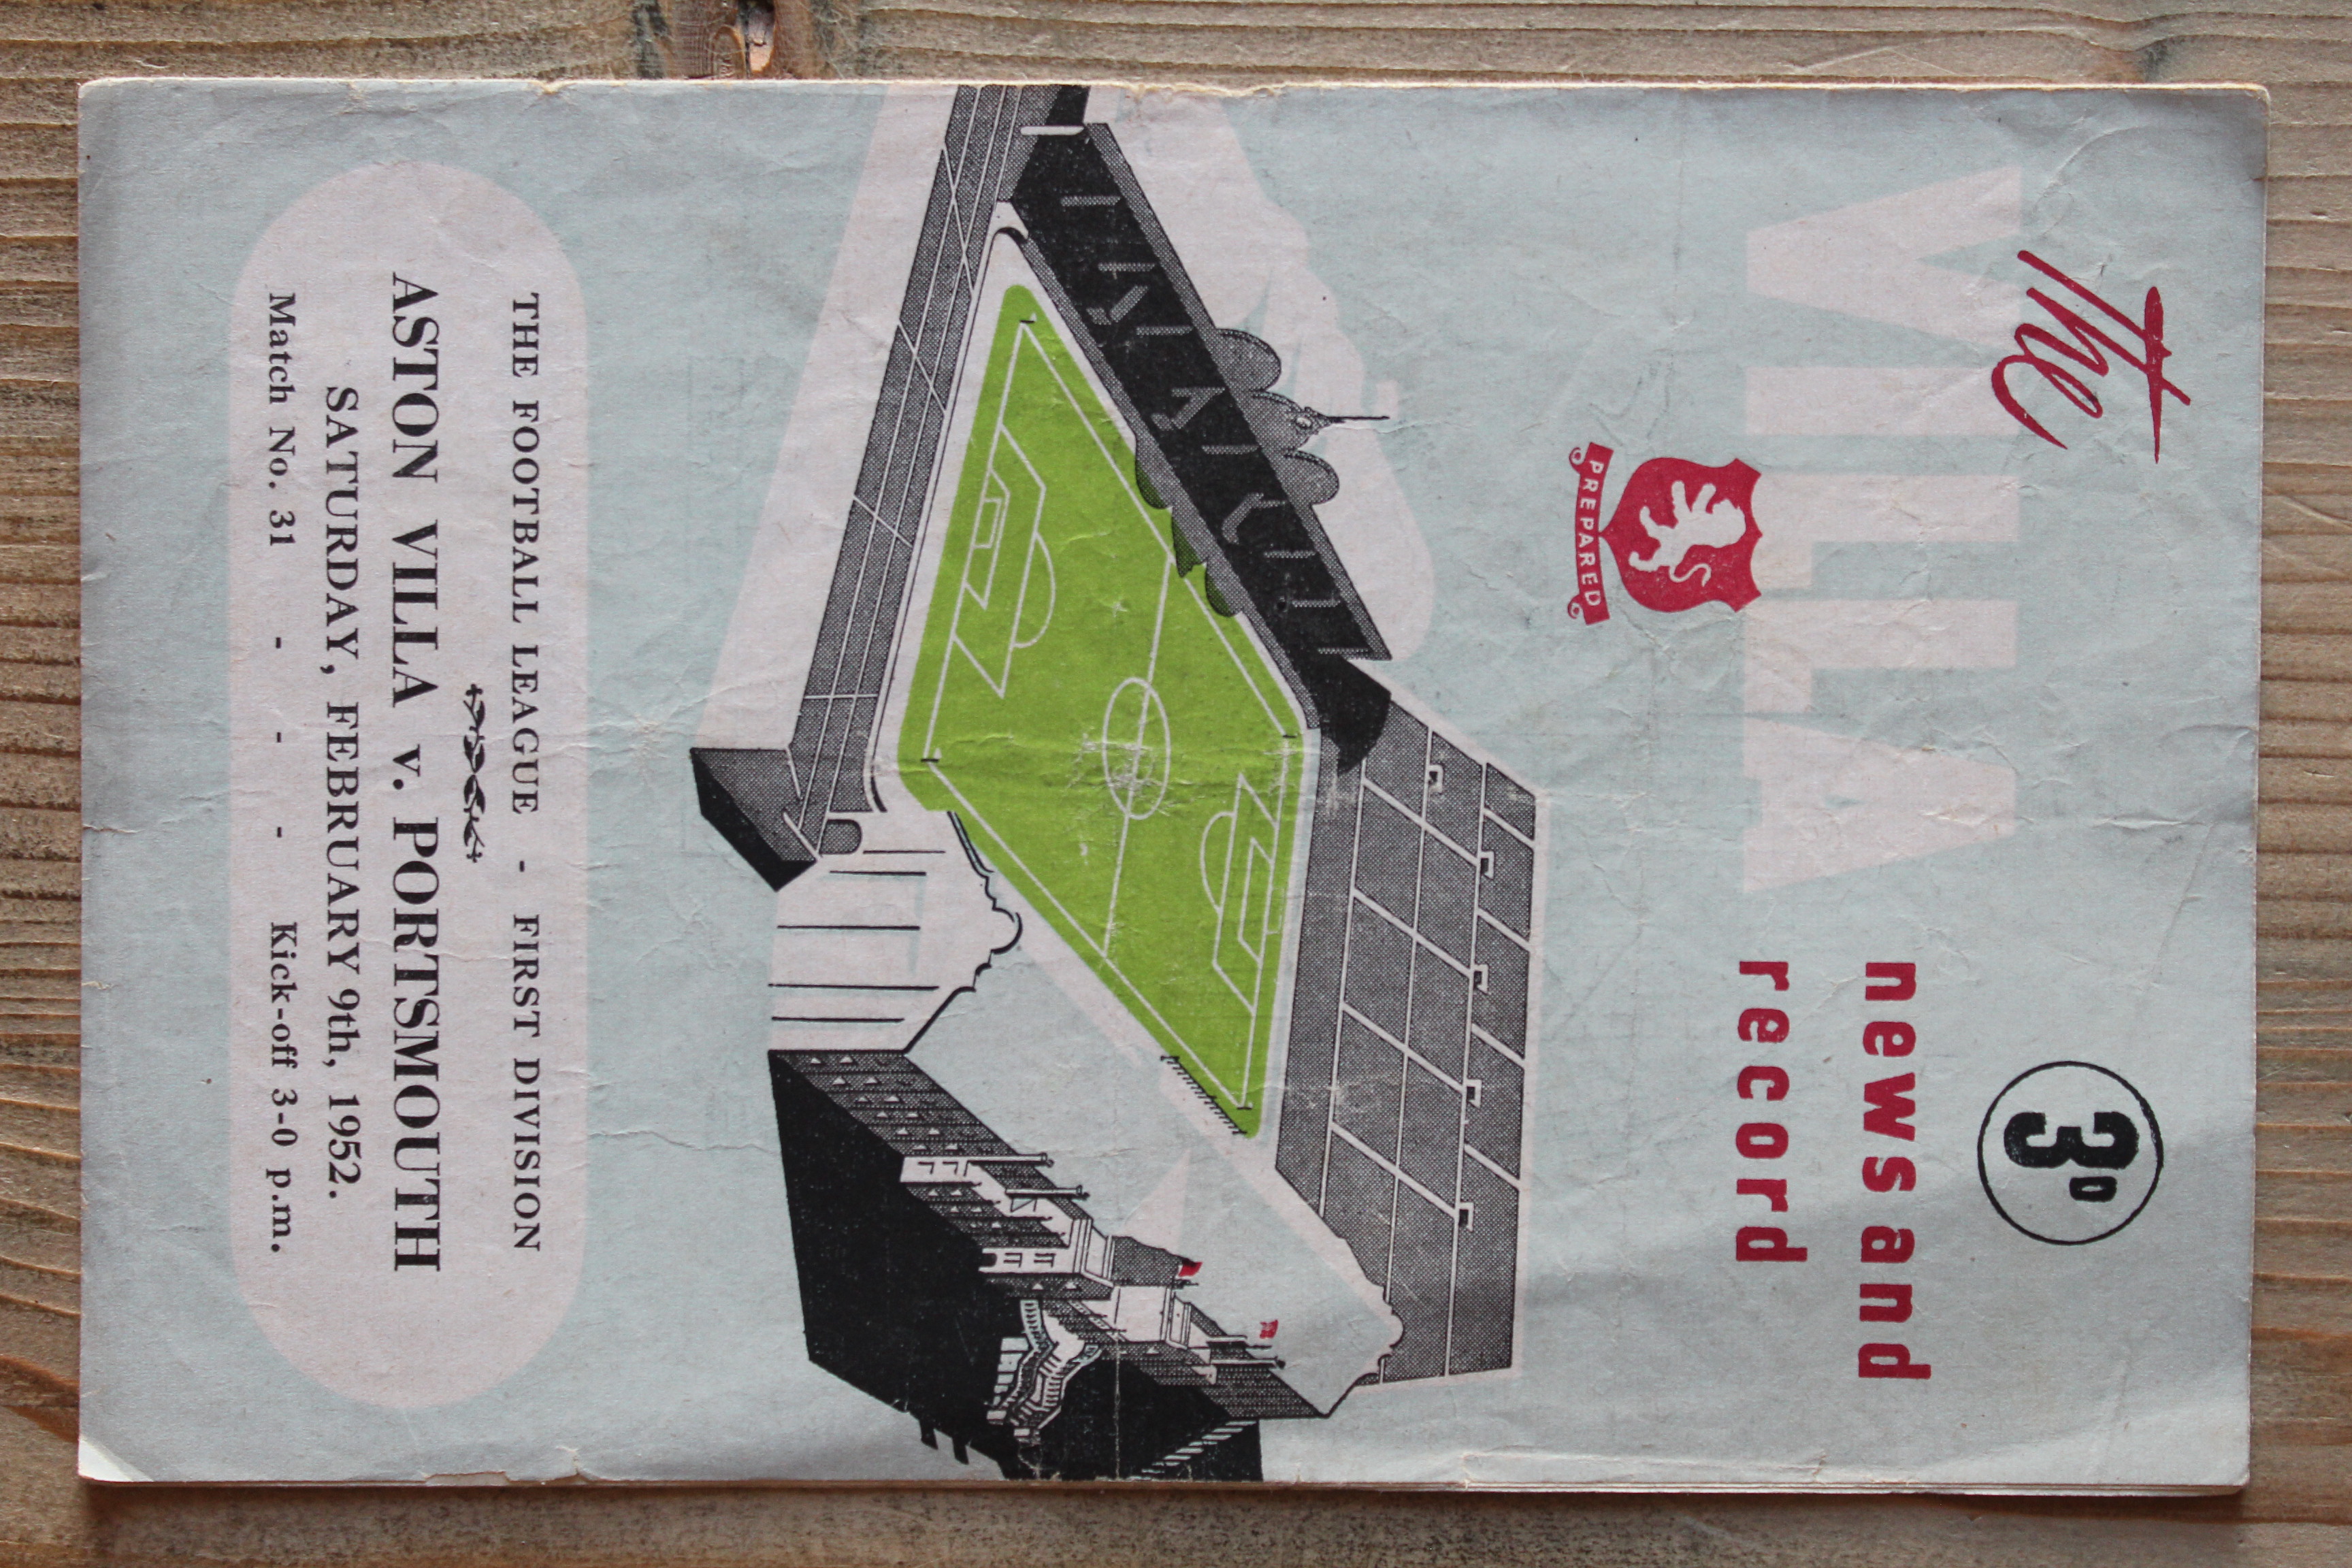 The
3D
VILLA
news and
record
PREPARED
THE FOOTBALL LEAGUE - FIRST DIVISION
ASTON VILLA v. PORTSMOUTH
SATURDAY, FEBRUARY 9th, 1952.
Match No. 31 - - - Kick-off 3-0 p.m.